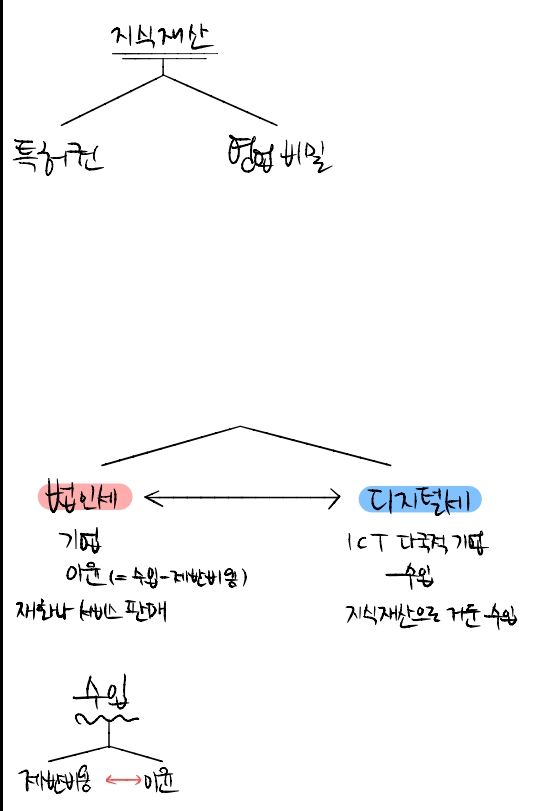 지식재산
특허권 영업비밀
법인세 디지털세
기업 ICT 다국적기업
이윤(=수입-제반비용) 수입
재화나 서비스 판매 지식재산으로 거둔 수입
수입
제반비용 이윤